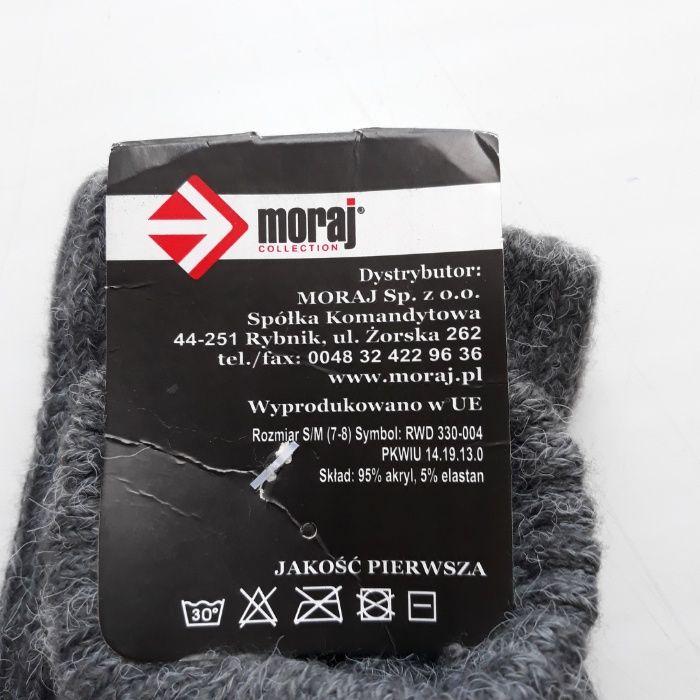 moraj®
COLLECTION
Dystrybutor:
MORAJ Sp. z o.o.
Spółka Komandytowa
44-251 Rybnik, ul. Żorska 262
tel./fax: 0048 32 422 96 36
www.moraj.pl
Wyprodukowano w UE
Rozmiar S/M (7-8) Symbol: RWD 330-004
PKWIU 14.19.13.0
Skład: 95% akryl, 5% elastan
JAKOŚĆ PIERWSZA
30°